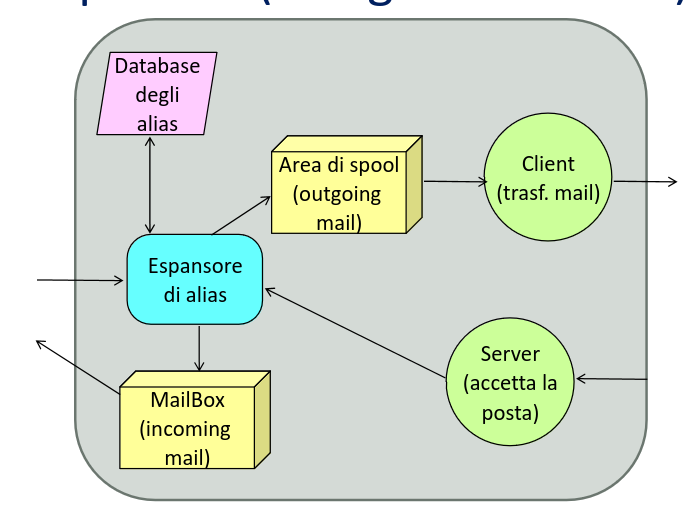 Database
degli
alias
Area di spool
(outgoing
mail)
Client
(trasf. mail)
Espansore
di alias
Server
(accetta la
posta)
MailBox
(incoming
mail)